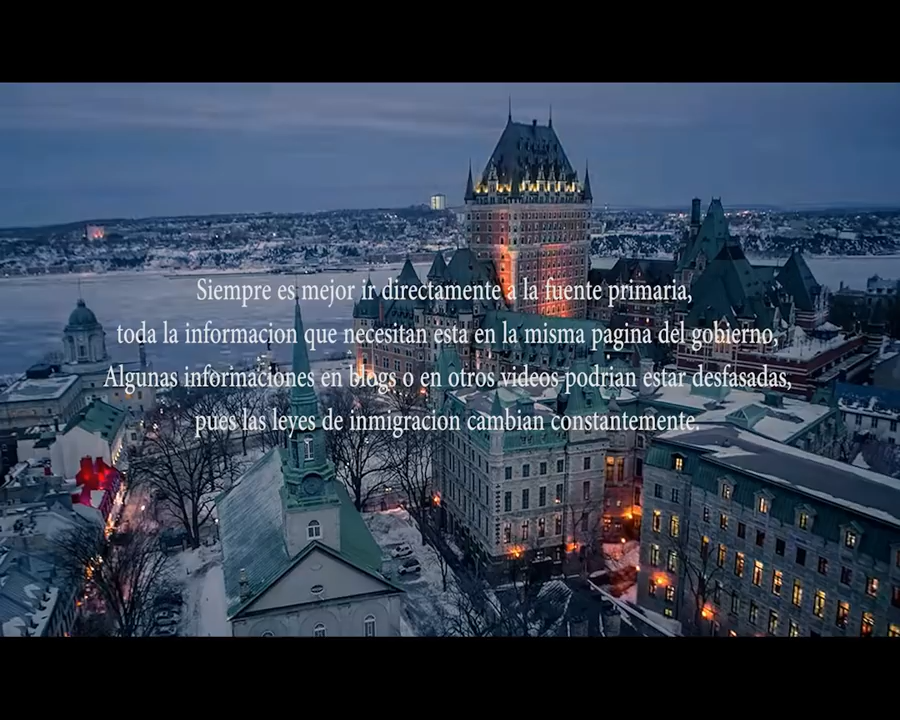 Siempre es mejor ir directamente a la fuente primaria,
toda la informacion que necesitan esta en la misma pagina del gobierno,
Algunas informaciones en blogs o en otros videos podrian estar desfasadas,
pues las leyes de inmigracion cambian constantemente.